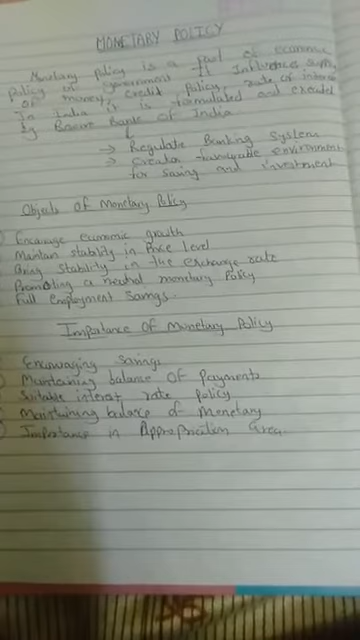 MONETARY POLICY
Monetary policy is a part of economic
policy of government. It Influence supply
of money, credit policy, rate of interest
In India it is formulated and executed
by Reserve Bank of India
→ Regulate Banking System
→ Creator favourable environment
for saving and investment
Objects of Monetary Policy
Encourage economic growth
Maintain stability in Price Level
Bring Stability in the exchange rate
Promoting a neutral monetary Policy
Full Employment Savings.
Importance of Monetary Policy
Encouraging Savings
Maintaining balance of Payments
Suitable interest rate policy
Maintaining balance of Monetary
Importance in Area.